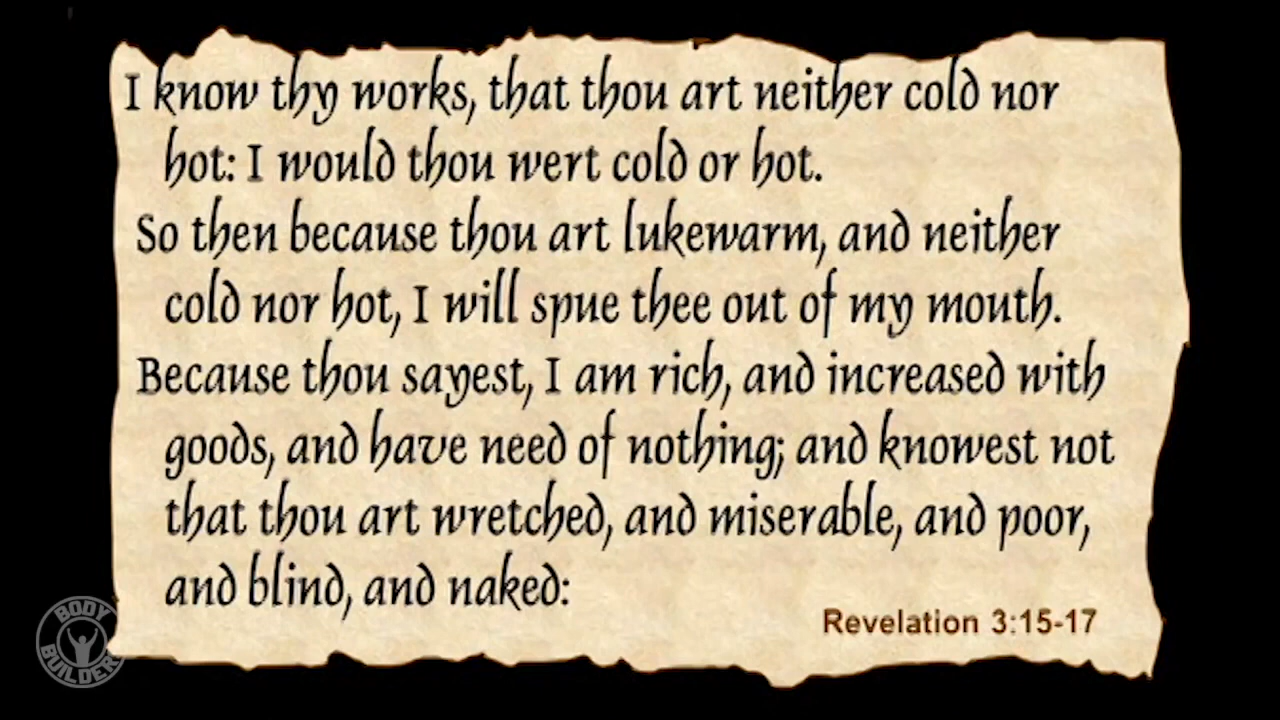 I know thy works, that thou art neither cold nor
hot: I would thou wert cold or hot.
So then because thou art lukewarm, and neither
cold nor hot, I will spue thee out of my mouth.
Because thou sayest, I am rich, and increased with
goods, and have need of nothing; and knowest not
that thou art wretched, and miserable, and poor,
and blind, and naked:
Revelation 3:15-17
BODY
BUILDERS